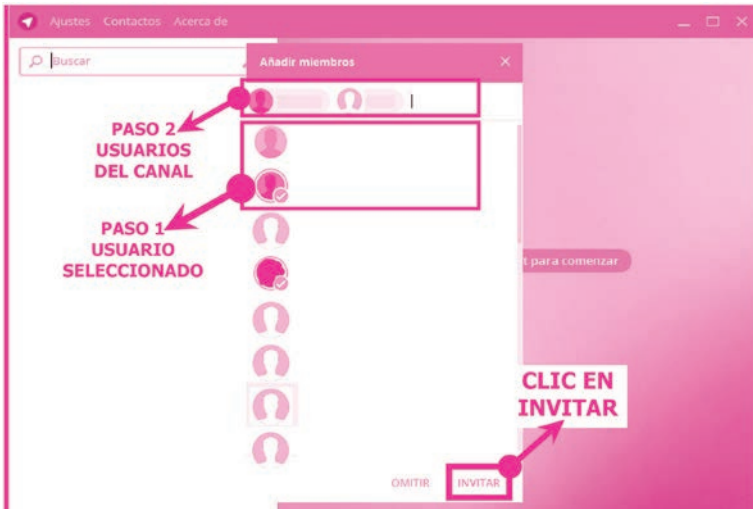 Ajustes Contactos Acerca de
Buscar
Añadir miembros
PASO 2
USUARIOS
DEL CANAL
PASO 1
USUARIO
SELECCIONADO
para comenzar
CLIC EN
INVITAR
OMITIR INVITAR